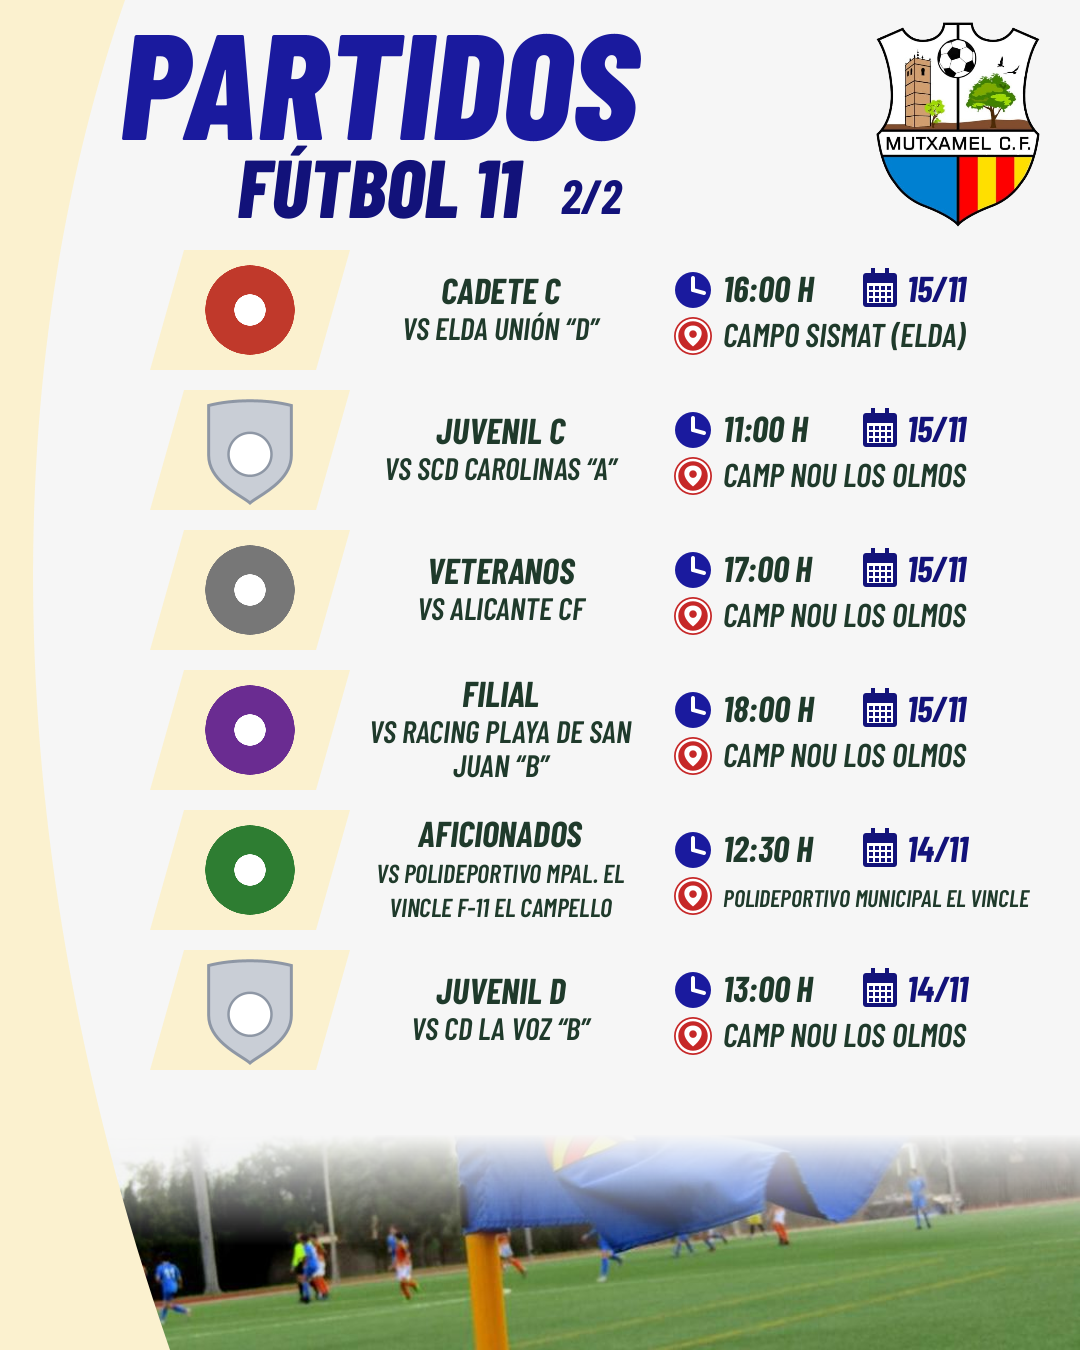 PARTIDOS
FÚTBOL 11 2/2
MUTXAMEL C.F.
CADETE C
VS ELDA UNIÓN “D”
16:00 H 15/11
CAMPO SISMAT (ELDA)
JUVENIL C
VS SCD CAROLINAS “A”
11:00 H 15/11
CAMP NOU LOS OLMOS
VETERANOS
VS ALICANTE CF
17:00 H 15/11
CAMP NOU LOS OLMOS
FILIAL
VS RACING PLAYA DE SAN
JUAN “B”
18:00 H 15/11
CAMP NOU LOS OLMOS
AFICIONADOS
VS POLIDEPORTIVO MPAL. EL
VINCLE F-11 EL CAMPELLO
12:30 H 14/11
POLIDEPORTIVO MUNICIPAL EL VINCLE
JUVENIL D
VS CD LA VOZ “B”
13:00 H 14/11
CAMP NOU LOS OLMOS